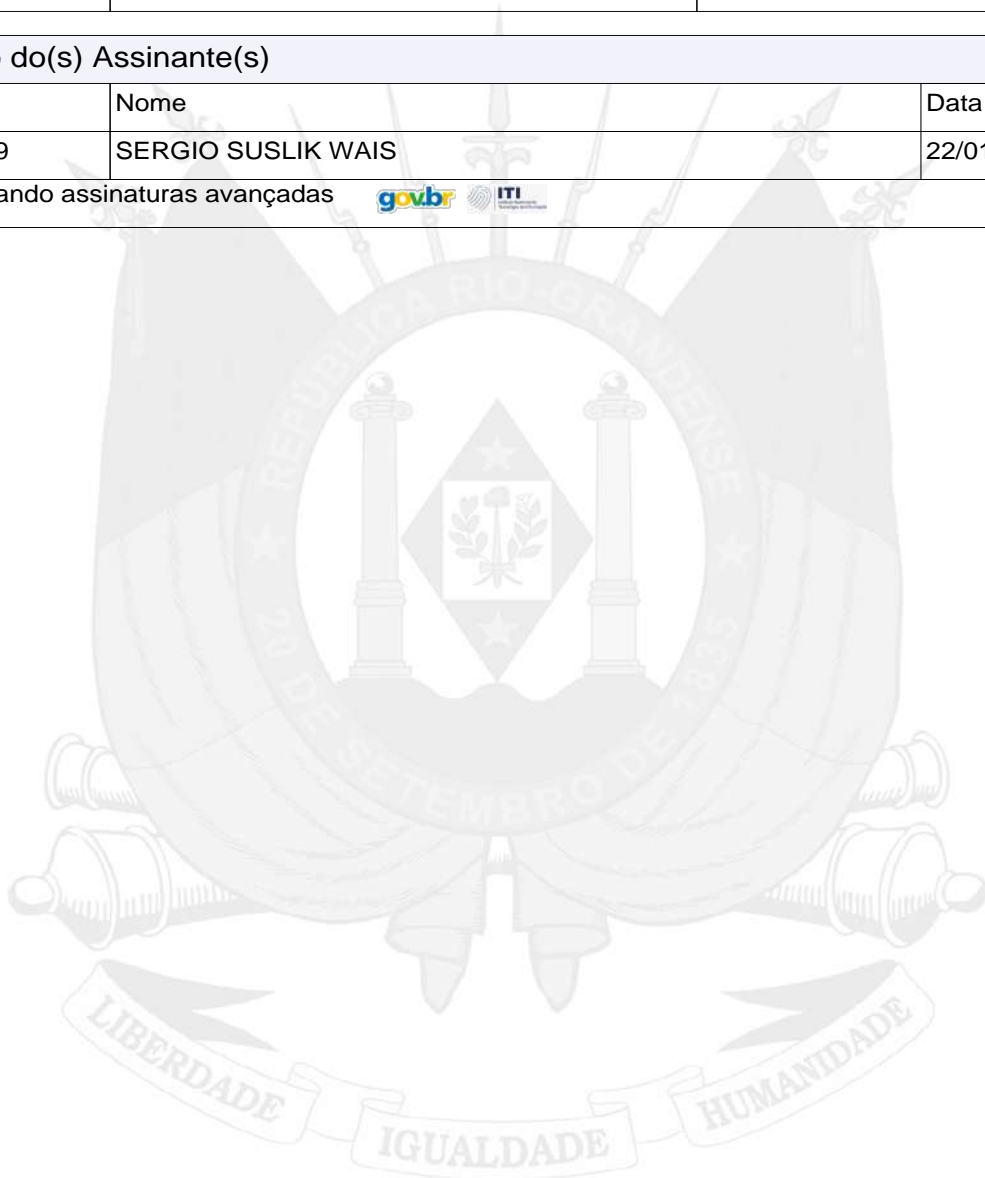 do(s) Assinante(s)
Nome
Data
9
SERGIO SUSLIK WAIS
22/01
ando assinaturas avançadas
gov.br
ITI
REPÚBLICA RIO-GRANDENSE
20 DE SETEMBRO DE 1835
LIBERDADE
IGUALDADE
HUMANIDADE